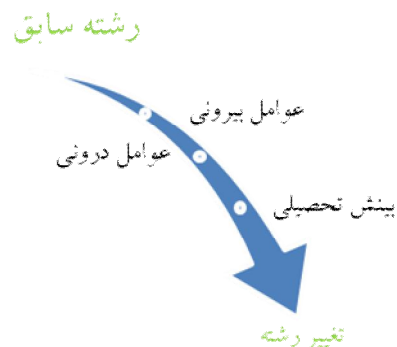 رشته سابق
عوامل بیرونی
عوامل درونی
بینش تحصیلی
تغییر رشته